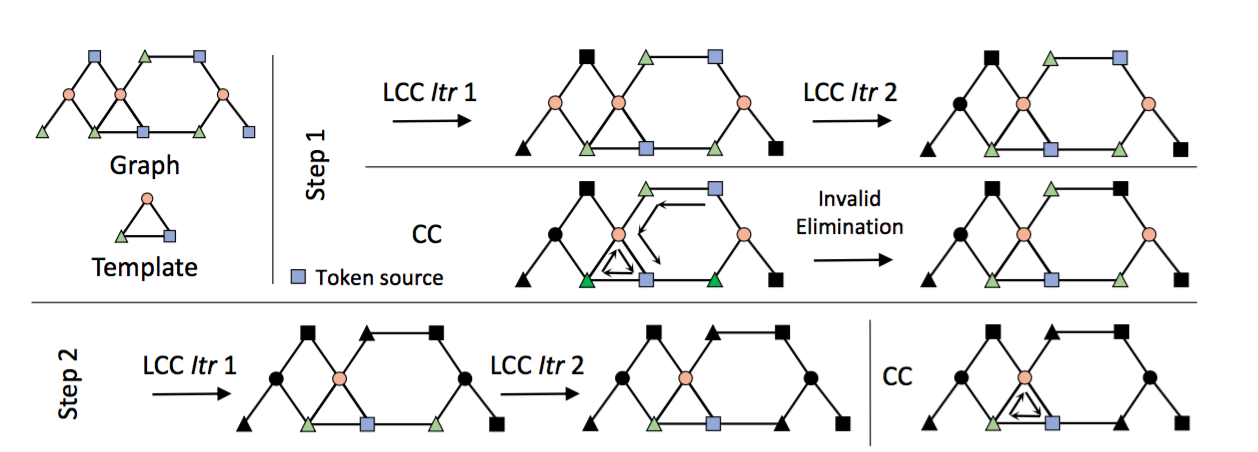 Graph
Template
Step 1
LCC Itr 1
LCC Itr 2
CC
Invalid
Elimination
Token source
Step 2
LCC Itr 1
LCC Itr 2
CC